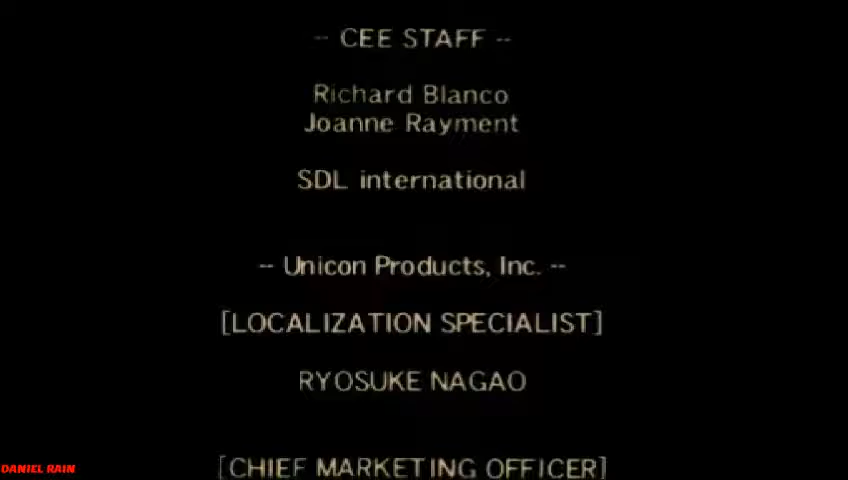 -- CEE STAFF --
Richard Blanco
Joanne Rayment
SDL international
-- Unicon Products, Inc. --
[LOCALIZATION SPECIALIST]
RYOSUKE NAGAO
[CHIEF MARKETING OFFICER]
DANIEL RAIN